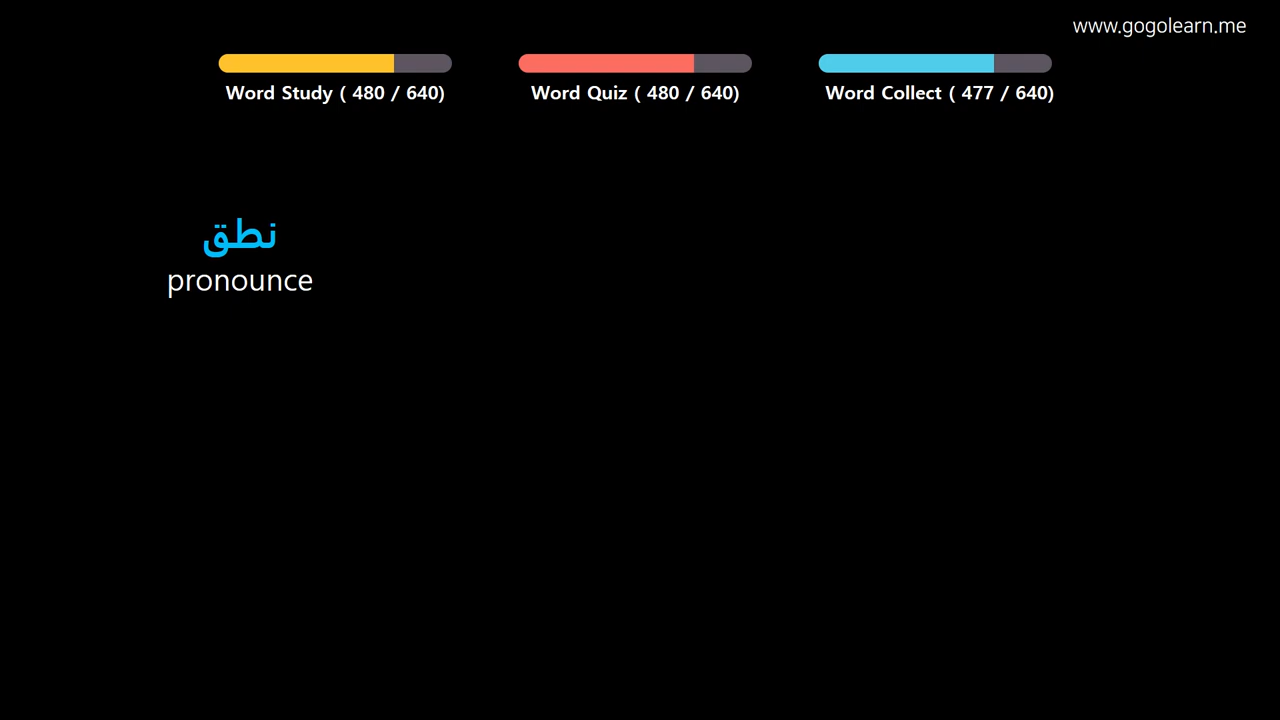 www.gogolearn.me
Word Study ( 480 / 640)
Word Quiz ( 480 / 640)
Word Collect ( 477 / 640)
نطق
pronounce